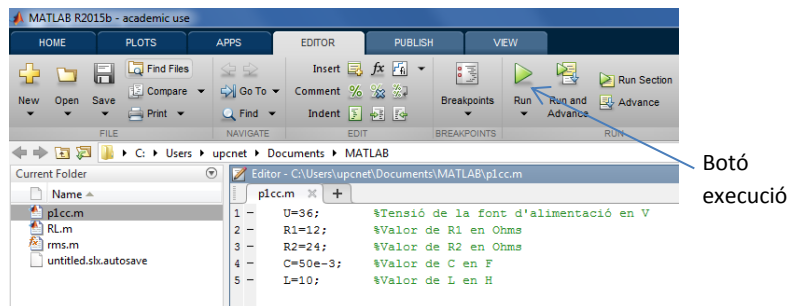 MATLAB R2015b - academic use
HOME PLOTS APPS EDITOR PUBLISH VIEW
Find Files Insert fx
New Open Save Compare Go To Comment Breakpoints Run Run and Advance Run Section
Print Find Indent Advance
FILE NAVIGATE EDIT BREAKPOINTS RUN
C: Users upcnet Documents MATLAB
Botó
execució
Current Folder
Editor - C:\Users\upcnet\Documents\MATLAB\p1cc.m
Name
p1cc.m
RL.m
rms.m
untitled.slx.autosave
p1cc.m +
1 - U=36; %Tensió de la font d'alimentació en V
2 - R1=12; %Valor de R1 en Ohms
3 - R2=24; %Valor de R2 en Ohms
4 - C=50e-3; %Valor de C en F
5 - L=10; %Valor de L en H